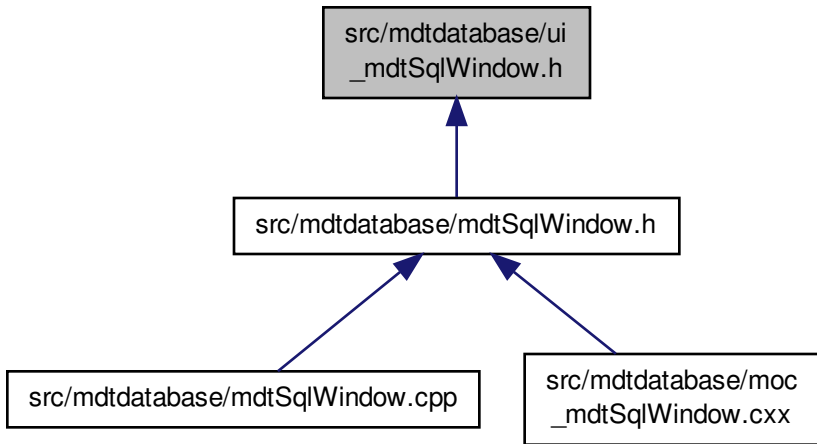 src/mdtdatabase/ui
_mdtSqlWindow.h
src/mdtdatabase/mdtSqlWindow.h
src/mdtdatabase/mdtSqlWindow.cpp
src/mdtdatabase/moc
_mdtSqlWindow.cxx